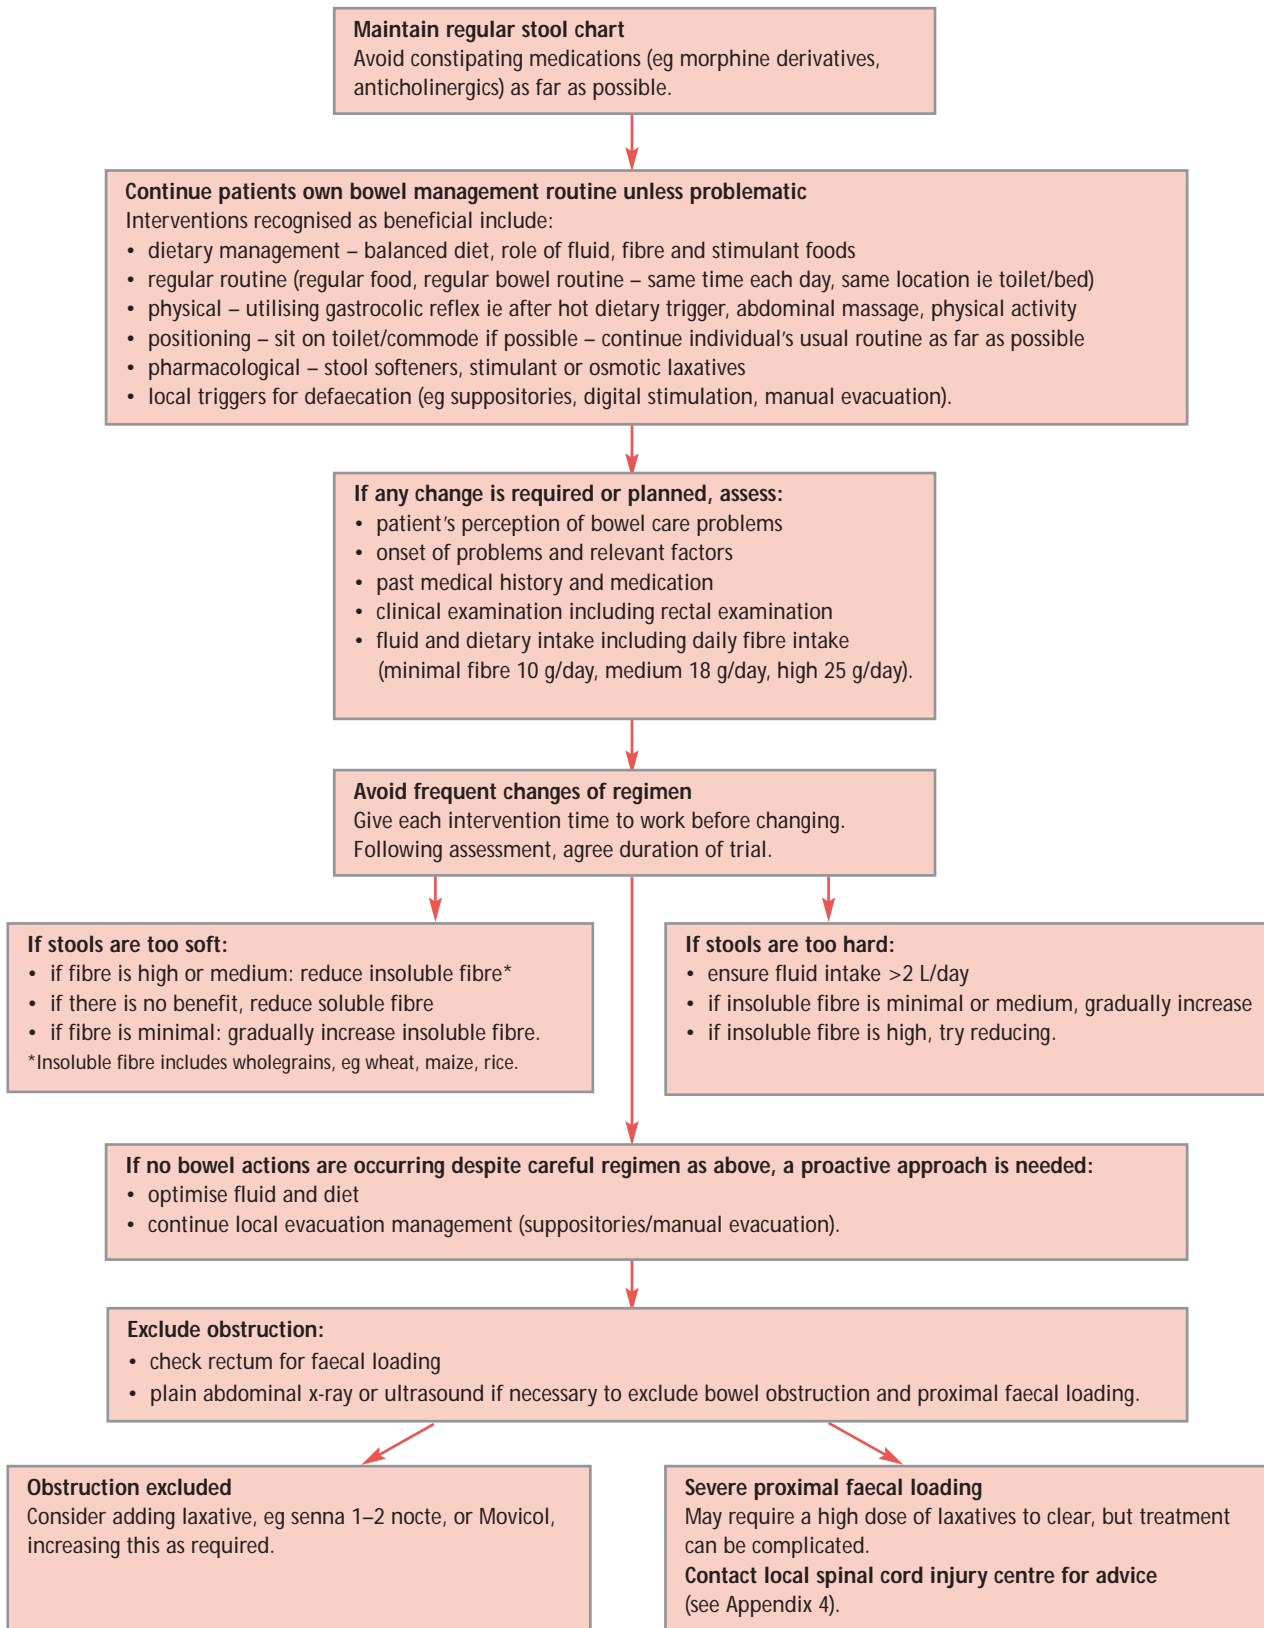 Maintain regular stool chart
Avoid constipating medications (eg morphine derivatives,
anticholinergics) as far as possible.
Continue patients own bowel management routine unless problematic
Interventions recognised as beneficial include:
• dietary management – balanced diet, role of fluid, fibre and stimulant foods
• regular routine (regular food, regular bowel routine – same time each day, same location ie toilet/bed)
• physical – utilising gastrocolic reflex ie after hot dietary trigger, abdominal massage, physical activity
• positioning – sit on toilet/commode if possible – continue individual's usual routine as far as possible
• pharmacological – stool softeners, stimulant or osmotic laxatives
• local triggers for defaecation (eg suppositories, digital stimulation, manual evacuation).
If any change is required or planned, assess:
• patient's perception of bowel care problems
• onset of problems and relevant factors
• past medical history and medication
• clinical examination including rectal examination
• fluid and dietary intake including daily fibre intake
(minimal fibre 10 g/day, medium 18 g/day, high 25 g/day).
Avoid frequent changes of regimen
Give each intervention time to work before changing.
Following assessment, agree duration of trial.
If stools are too soft:
• if fibre is high or medium: reduce insoluble fibre*
• if there is no benefit, reduce soluble fibre
• if fibre is minimal: gradually increase insoluble fibre.
*Insoluble fibre includes wholegrains, eg wheat, maize, rice.
If stools are too hard:
• ensure fluid intake >2 L/day
• if insoluble fibre is minimal or medium, gradually increase
• if insoluble fibre is high, try reducing.
If no bowel actions are occurring despite careful regimen as above, a proactive approach is needed:
• optimise fluid and diet
• continue local evacuation management (suppositories/manual evacuation).
Exclude obstruction:
• check rectum for faecal loading
• plain abdominal x-ray or ultrasound if necessary to exclude bowel obstruction and proximal faecal loading.
Obstruction excluded
Consider adding laxative, eg senna 1–2 nocte, or Movicol,
increasing this as required.
Severe proximal faecal loading
May require a high dose of laxatives to clear, but treatment
can be complicated.
Contact local spinal cord injury centre for advice
(see Appendix 4).